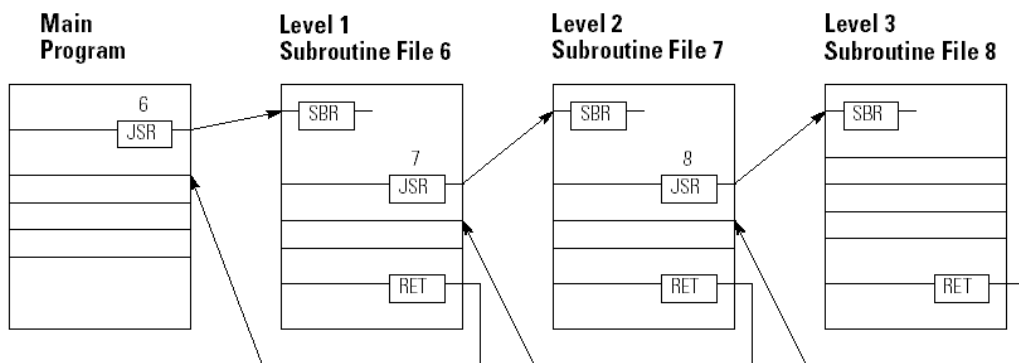 Main
Program
Level 1
Subroutine File 6
Level 2
Subroutine File 7
Level 3
Subroutine File 8
6
JSR
SBR
7
JSR
RET
SBR
8
JSR
RET
SBR
RET